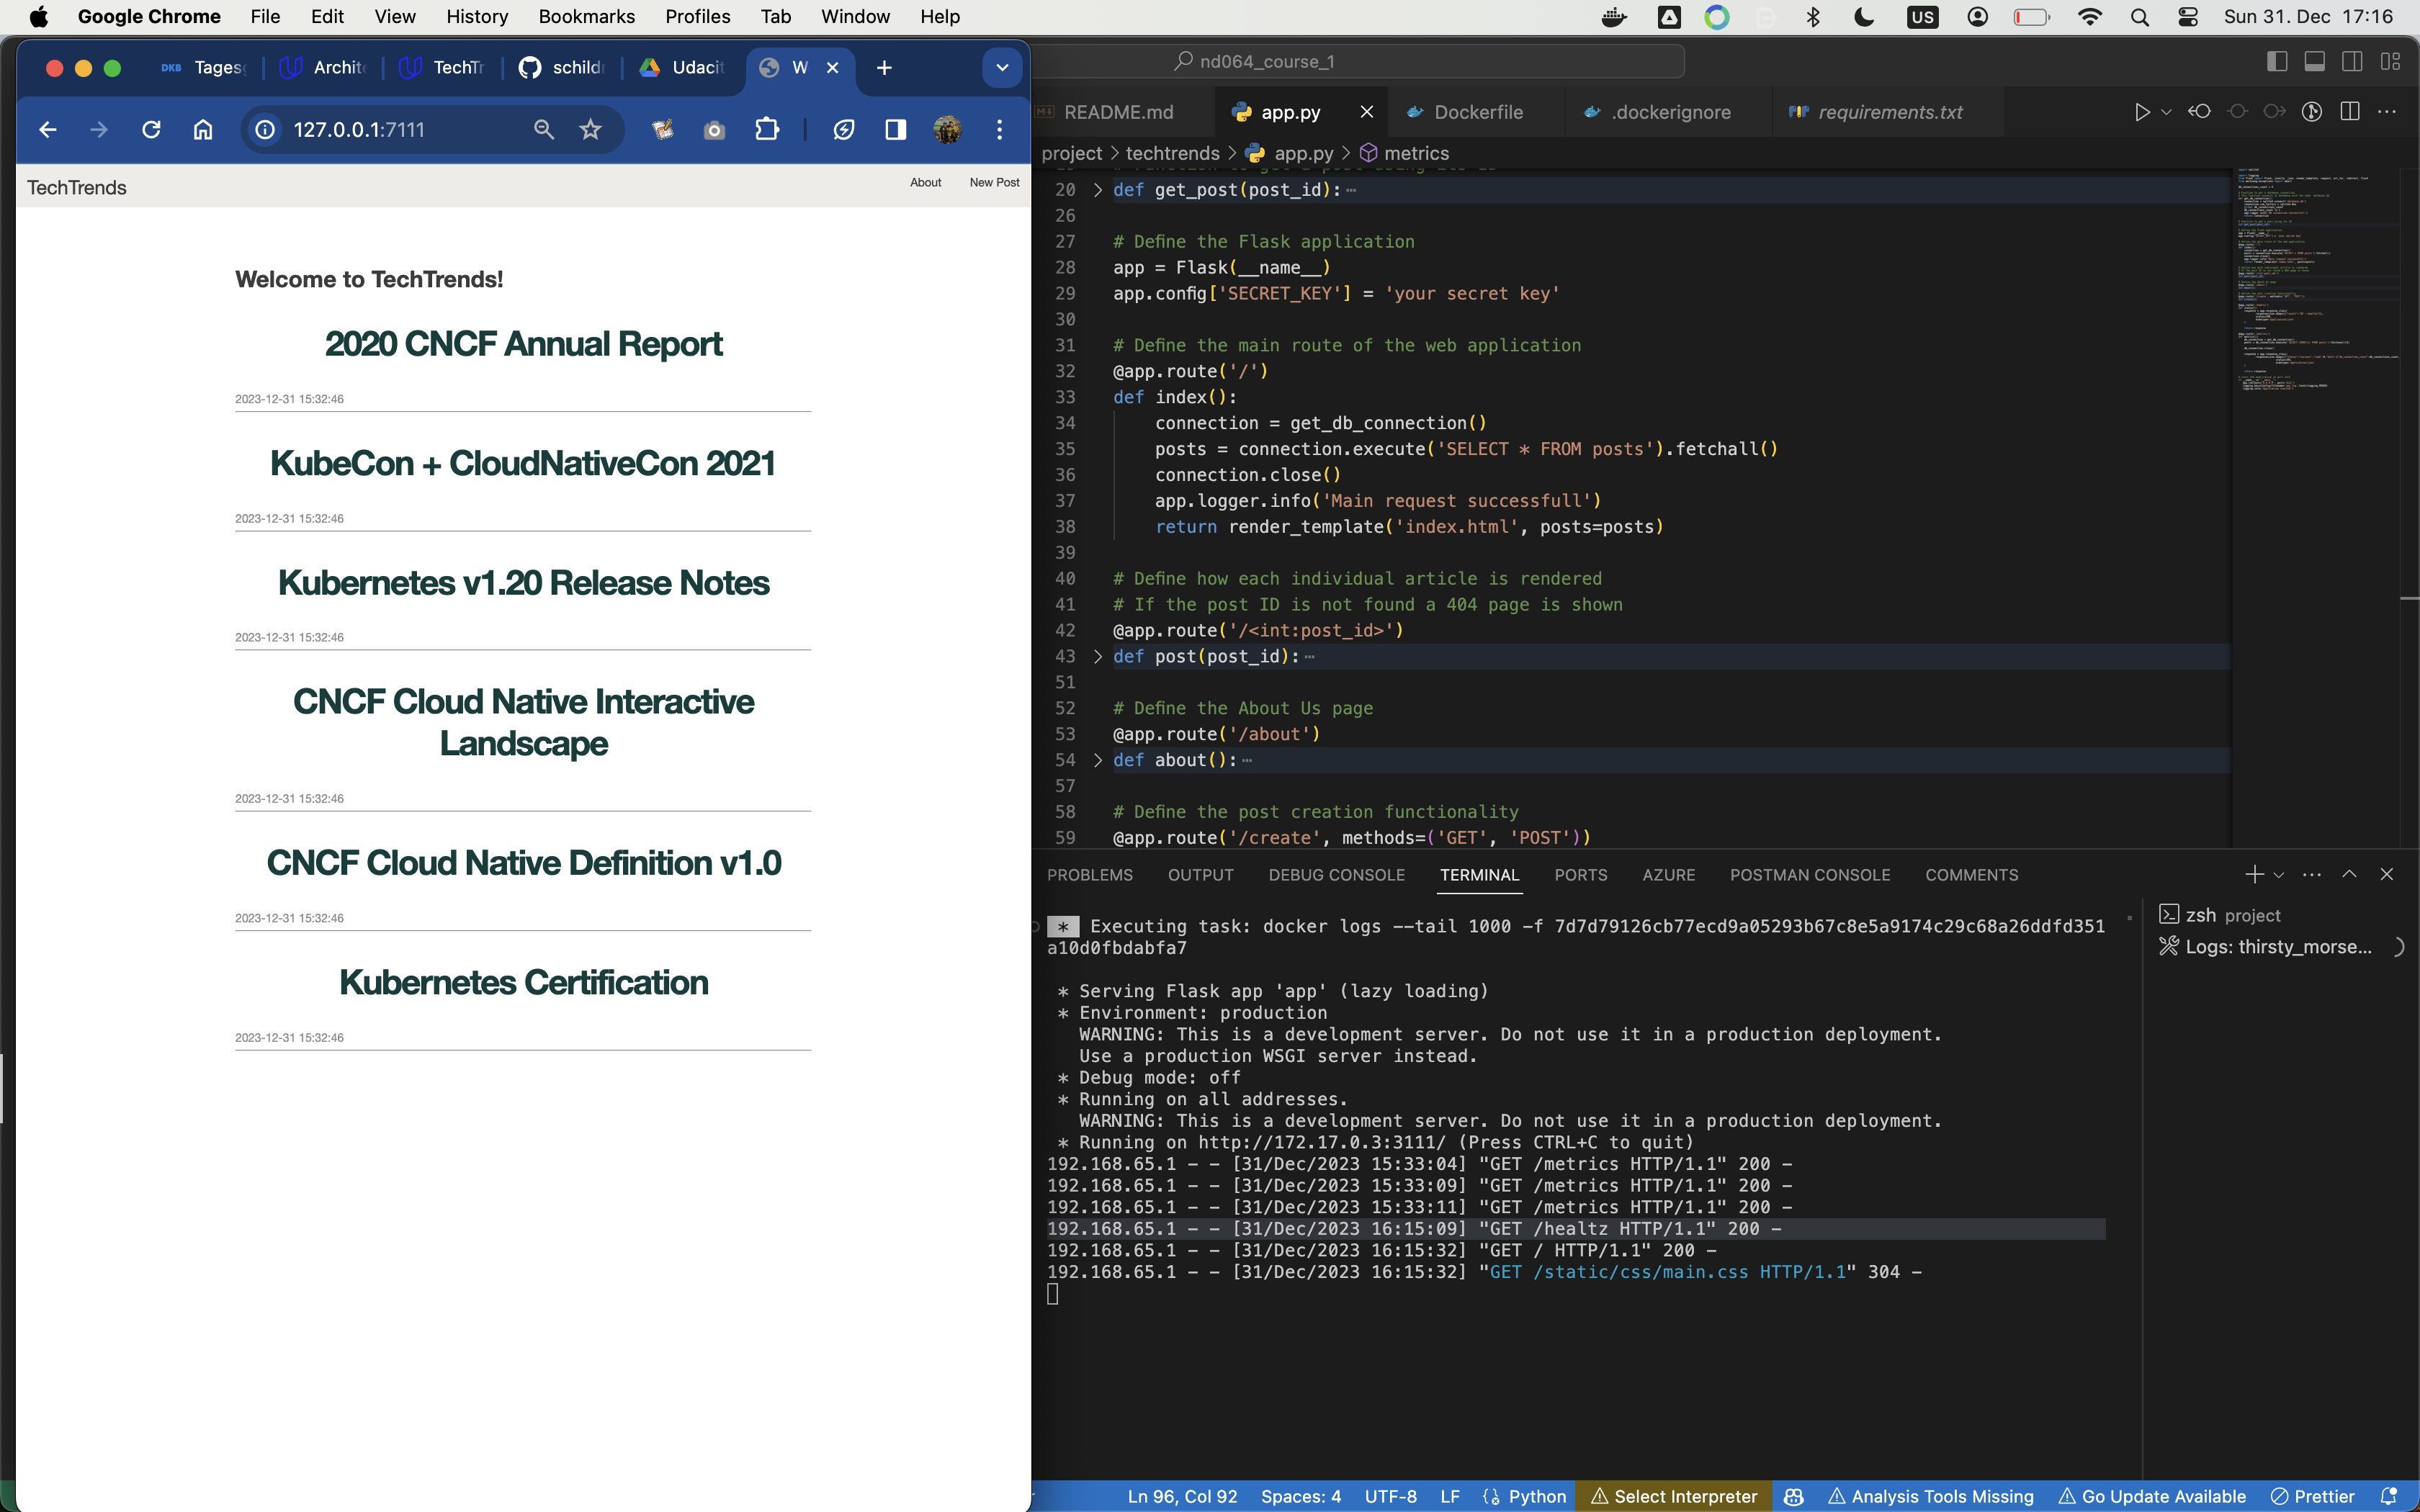 Google Chrome File Edit View History Bookmarks Profiles Tab Window Help US Sun 31. Dec 17:16
DKB Tages Archite TechTr schildr Udacit W
127.0.0.1:7111
TechTrends About New Post
Welcome to TechTrends!
2020 CNCF Annual Report
2023-12-31 15:32:46
KubeCon + CloudNativeCon 2021
2023-12-31 15:32:46
Kubernetes v1.20 Release Notes
2023-12-31 15:32:46
CNCF Cloud Native Interactive
Landscape
2023-12-31 15:32:46
CNCF Cloud Native Definition v1.0
2023-12-31 15:32:46
Kubernetes Certification
2023-12-31 15:32:46
nd064_course_1
README.md app.py Dockerfile .dockerignore requirements.txt
project > techtrends > app.py > metrics
20 def get_post(post_id):⋯
26
27 # Define the Flask application
28 app = Flask(__name__)
29 app.config['SECRET_KEY'] = 'your secret key'
30
31 # Define the main route of the web application
32 @app.route('/')
33 def index():
34 connection = get_db_connection()
35 posts = connection.execute('SELECT * FROM posts').fetchall()
36 connection.close()
37 app.logger.info('Main request successfull')
38 return render_template('index.html', posts=posts)
39
40 # Define how each individual article is rendered
41 # If the post ID is not found a 404 page is shown
42 @app.route('/<int:post_id>')
43 def post(post_id):⋯
51
52 # Define the About Us page
53 @app.route('/about')
54 def about():⋯
57
58 # Define the post creation functionality
59 @app.route('/create', methods=('GET', 'POST'))
PROBLEMS OUTPUT DEBUG CONSOLE TERMINAL PORTS AZURE POSTMAN CONSOLE COMMENTS
* Executing task: docker logs --tail 1000 -f 7d7d79126cb77ecd9a05293b67c8e5a9174c29c68a26ddfd351
a10d0fbdabfa7
* Serving Flask app 'app' (lazy loading)
* Environment: production
WARNING: This is a development server. Do not use it in a production deployment.
Use a production WSGI server instead.
* Debug mode: off
* Running on all addresses.
WARNING: This is a development server. Do not use it in a production deployment.
* Running on http://172.17.0.3:3111/ (Press CTRL+C to quit)
192.168.65.1 - - [31/Dec/2023 15:33:04] "GET /metrics HTTP/1.1" 200 -
192.168.65.1 - - [31/Dec/2023 15:33:09] "GET /metrics HTTP/1.1" 200 -
192.168.65.1 - - [31/Dec/2023 15:33:11] "GET /metrics HTTP/1.1" 200 -
192.168.65.1 - - [31/Dec/2023 16:15:09] "GET /healtz HTTP/1.1" 200 -
192.168.65.1 - - [31/Dec/2023 16:15:32] "GET / HTTP/1.1" 200 -
192.168.65.1 - - [31/Dec/2023 16:15:32] "GET /static/css/main.css HTTP/1.1" 304 -
zsh project
Logs: thirsty_morse...
Ln 96, Col 92 Spaces: 4 UTF-8 LF Python Select Interpreter Analysis Tools Missing Go Update Available Prettier